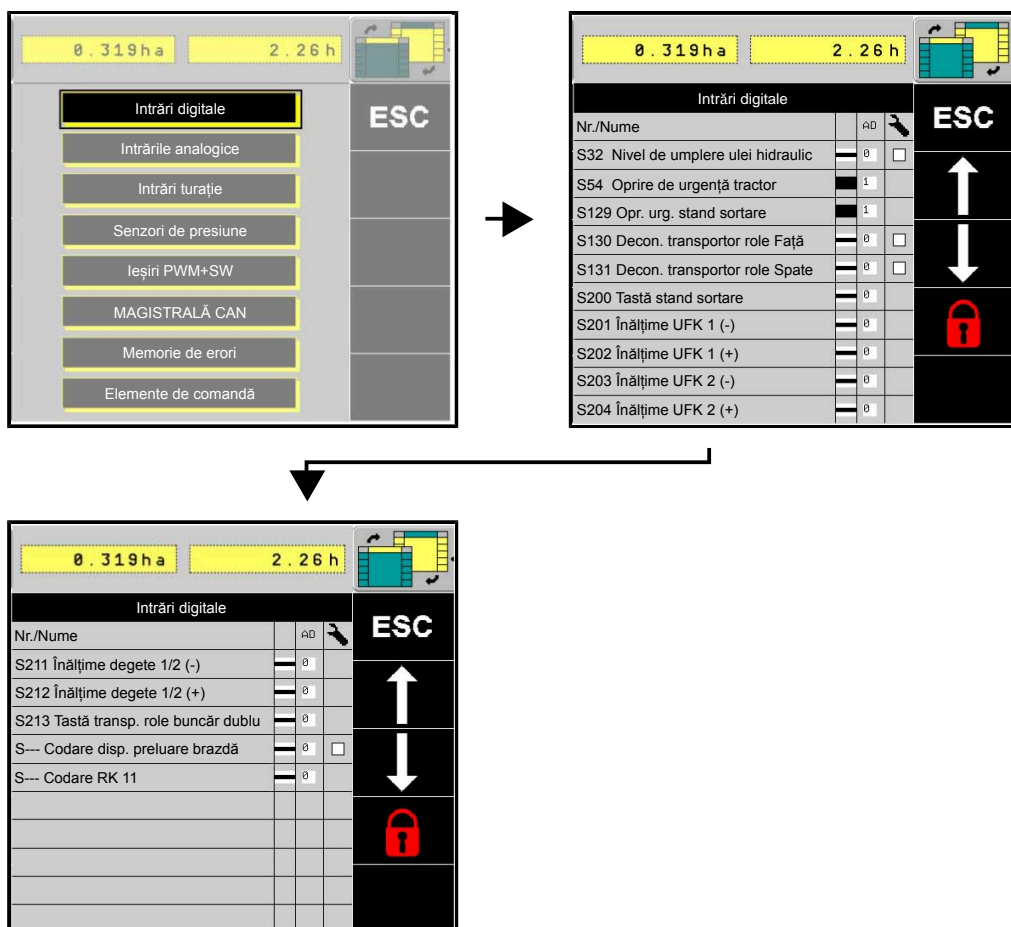 0.319ha 2.26h
ESC
Intrări digitale
Intrările analogice
Intrări turație
Senzori de presiune
Ieșiri PWM+SW
MAGISTRALĂ CAN
Memorie de erori
Elemente de comandă
0.319ha 2.26h
ESC
Intrări digitale
Nr./Nume AD
S32 Nivel de umplere ulei hidraulic 0
S54 Oprire de urgență tractor 1
S129 Opr. urg. stand sortare 1
S130 Decon. transportor role Față 0
S131 Decon. transportor role Spate 0
S200 Tastă stand sortare 0
S201 Înălțime UFK 1 (-) 0
S202 Înălțime UFK 1 (+) 0
S203 Înălțime UFK 2 (-) 0
S204 Înălțime UFK 2 (+) 0
0.319ha 2.26h
ESC
Intrări digitale
Nr./Nume AD
S211 Înălțime degete 1/2 (-) 0
S212 Înălțime degete 1/2 (+) 0
S213 Tastă transp. role buncăr dublu 0
S--- Codare disp. preluare brazdă 0
S--- Codare RK 11 0